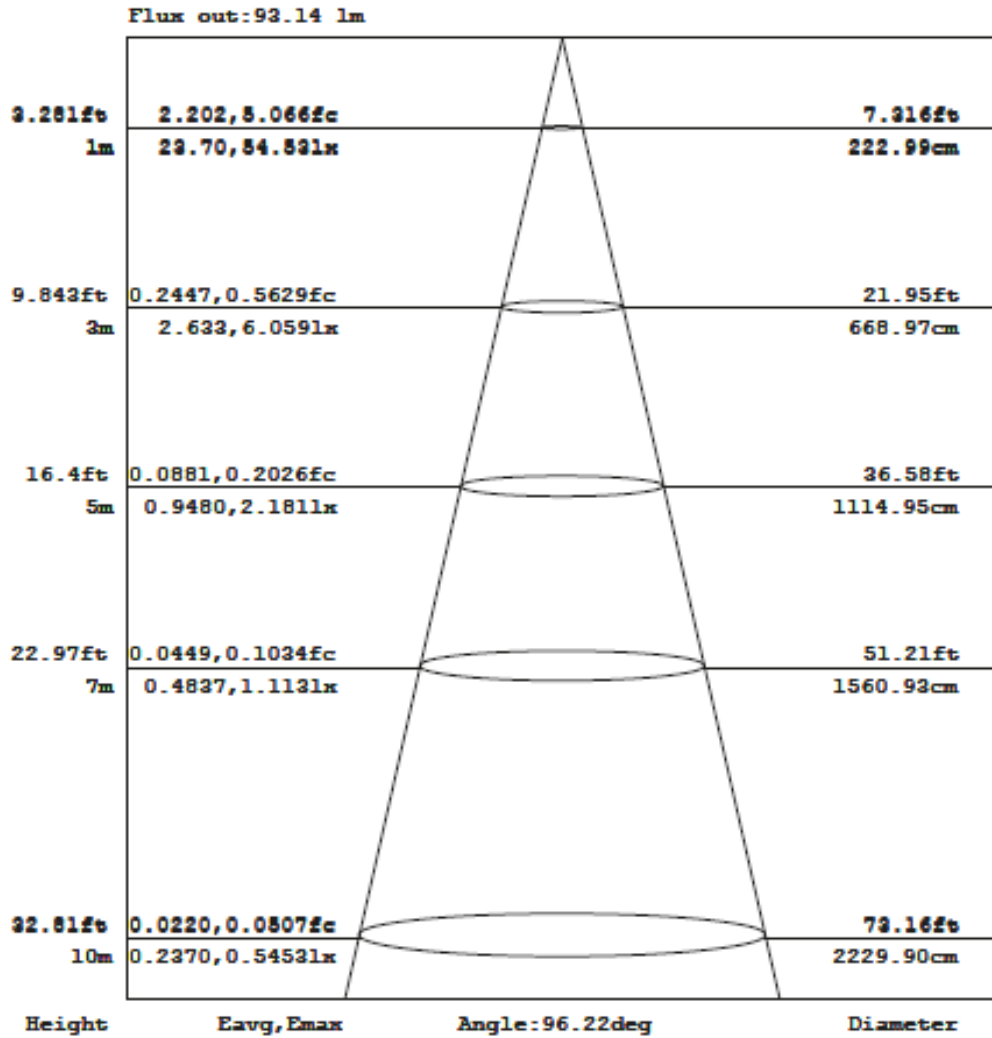 Flux out:93.14 lm
3.281ft 2.202,5.066fc 7.316ft
1m 23.70,54.53lx 222.99cm
9.843ft 0.2447,0.5629fc 21.95ft
3m 2.633,6.059lx 668.97cm
16.4ft 0.0881,0.2026fc 36.58ft
5m 0.9480,2.181lx 1114.95cm
22.97ft 0.0449,0.1034fc 51.21ft
7m 0.4837,1.113lx 1560.93cm
32.81ft 0.0220,0.0507fc 73.16ft
10m 0.2370,0.5453lx 2229.90cm
Height Eavg,Emax Angle:96.22deg Diameter